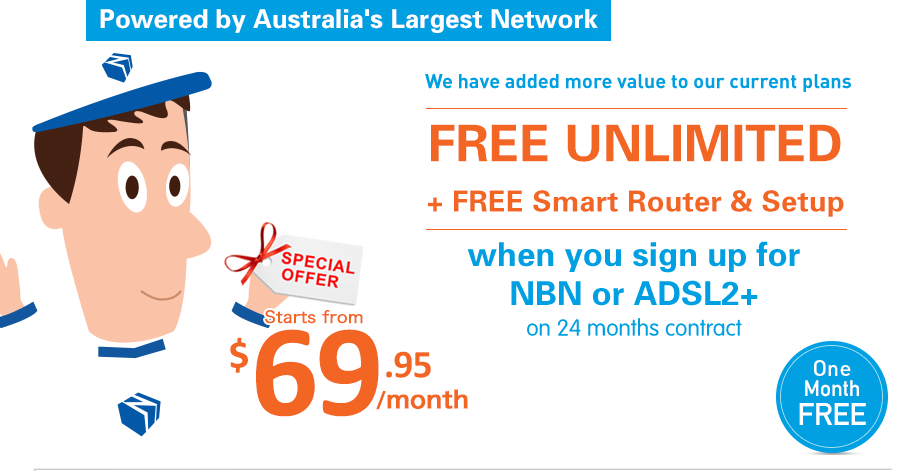 Powered by Australia's Largest Network
We have added more value to our current plans
FREE UNLIMITED
+ FREE Smart Router & Setup
when you sign up for
NBN or ADSL2+
on 24 months contract
SPECIAL
OFFER
Starts from
$69.95
/month
One
Month
FREE